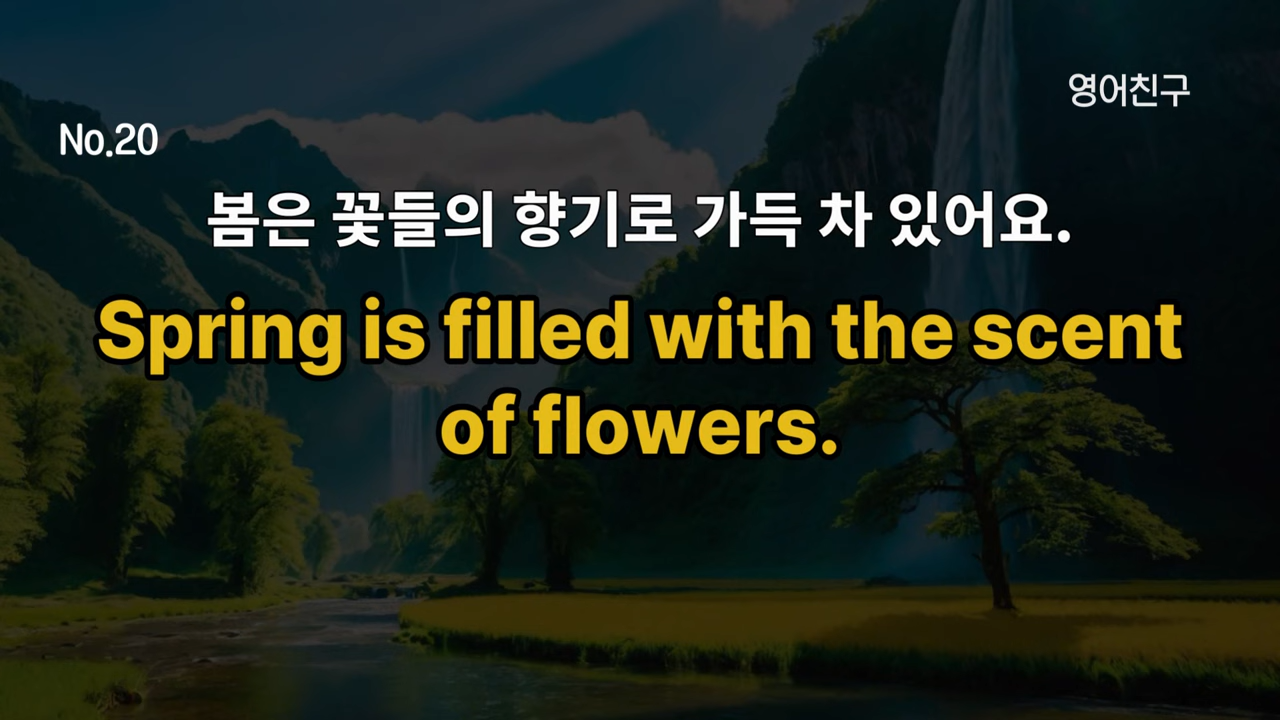 영어친구
No.20
봄은 꽃들의 향기로 가득 차 있어요.
Spring is filled with the scent
of flowers.